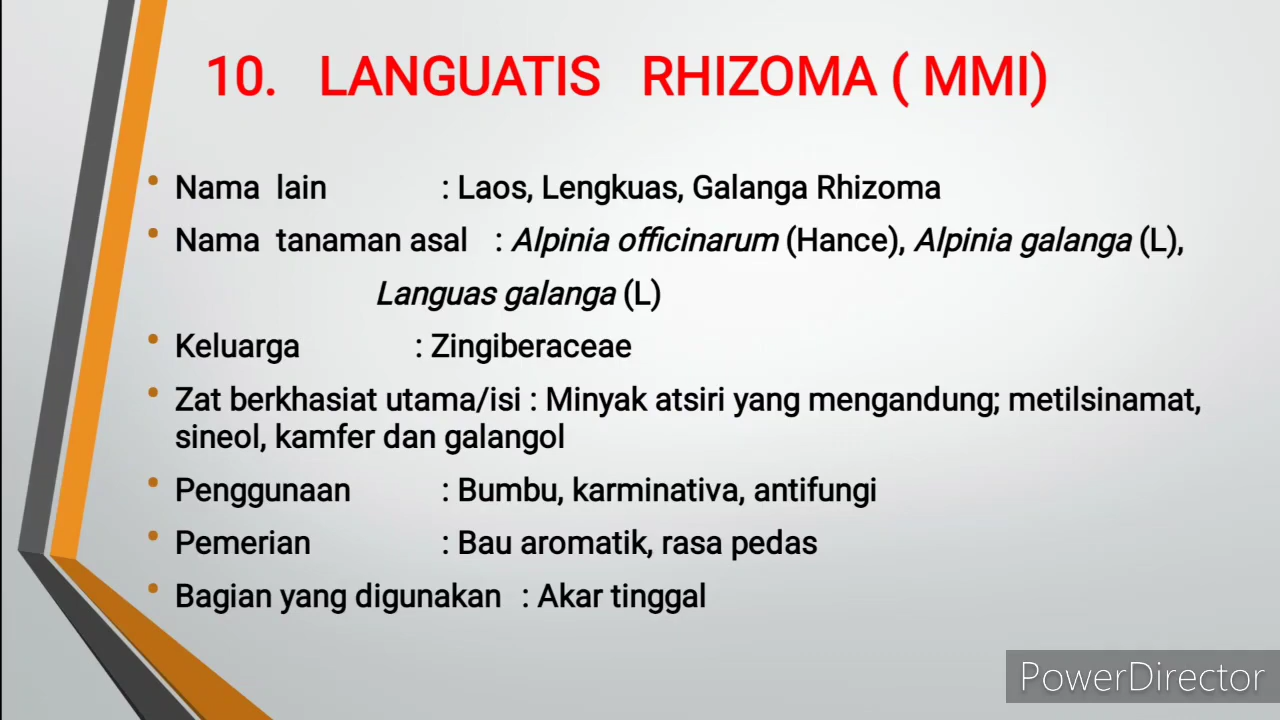 10. LANGUATIS RHIZOMA ( MMI)
• Nama lain : Laos, Lengkuas, Galanga Rhizoma
• Nama tanaman asal : Alpinia officinarum (Hance), Alpinia galanga (L),
Languas galanga (L)
• Keluarga : Zingiberaceae
• Zat berkhasiat utama/isi : Minyak atsiri yang mengandung; metilsinamat,
sineol, kamfer dan galangol
• Penggunaan : Bumbu, karminativa, antifungi
• Pemerian : Bau aromatik, rasa pedas
• Bagian yang digunakan : Akar tinggal
PowerDirector